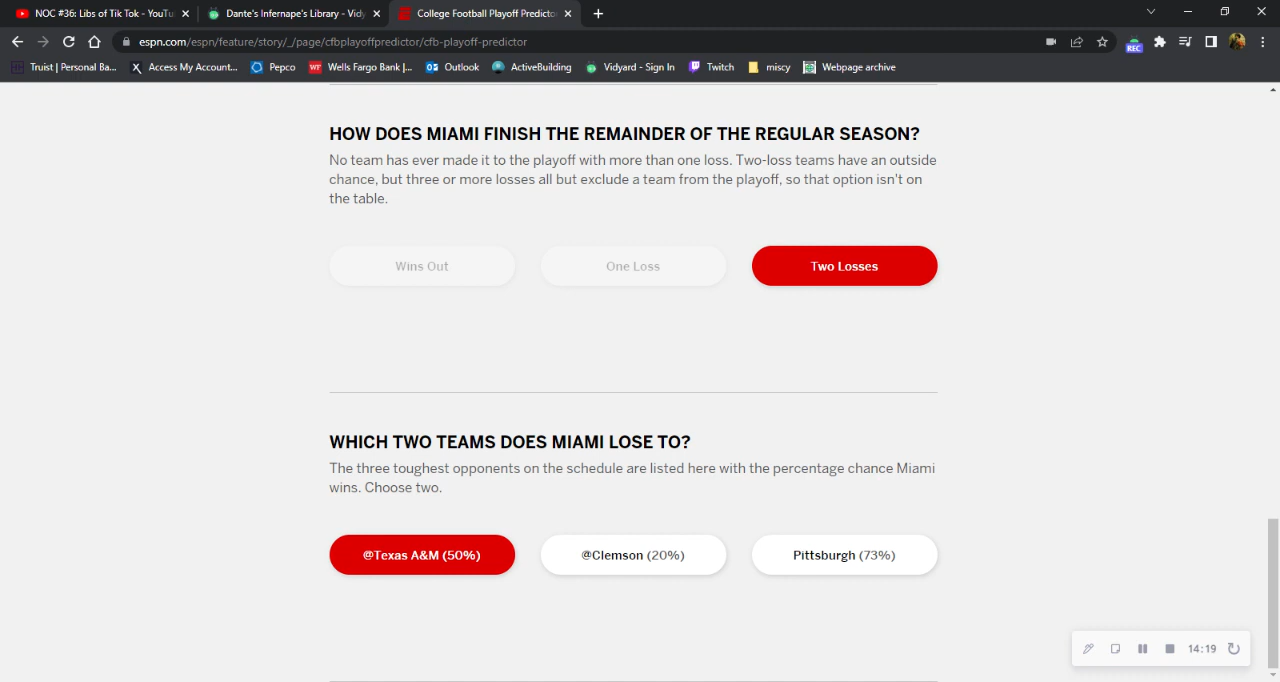 NOC #36: Libs of Tik Tok - YouTu
Dante's Infernape's Library - Vidy
College Football Playoff Predicto
espn.com/espn/feature/story/_/page/cfbplayoffpredictor/cfb-playoff-predictor
REC
Truist | Personal Ba...
X Access My Account...
Pepco
WF Wells Fargo Bank |...
Outlook
ActiveBuilding
Vidyard - Sign In
Twitch
miscy
Webpage archive
HOW DOES MIAMI FINISH THE REMAINDER OF THE REGULAR SEASON?
No team has ever made it to the playoff with more than one loss. Two-loss teams have an outside
chance, but three or more losses all but exclude a team from the playoff, so that option isn't on
the table.
Wins Out
One Loss
Two Losses
WHICH TWO TEAMS DOES MIAMI LOSE TO?
The three toughest opponents on the schedule are listed here with the percentage chance Miami
wins. Choose two.
@Texas A&M (50%)
@Clemson (20%)
Pittsburgh (73%)
14:19